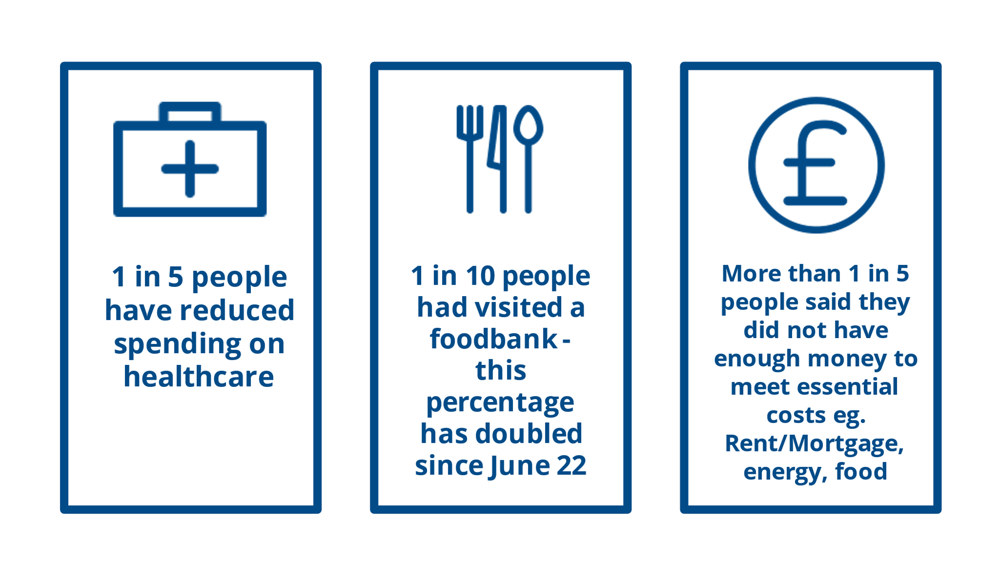 1 in 5 people
have reduced
spending on
healthcare
1 in 10 people
had visited a
foodbank -
this
percentage
has doubled
since June 22
£
More than 1 in 5
people said they
did not have
enough money to
meet essential
costs eg.
Rent/Mortgage,
energy, food